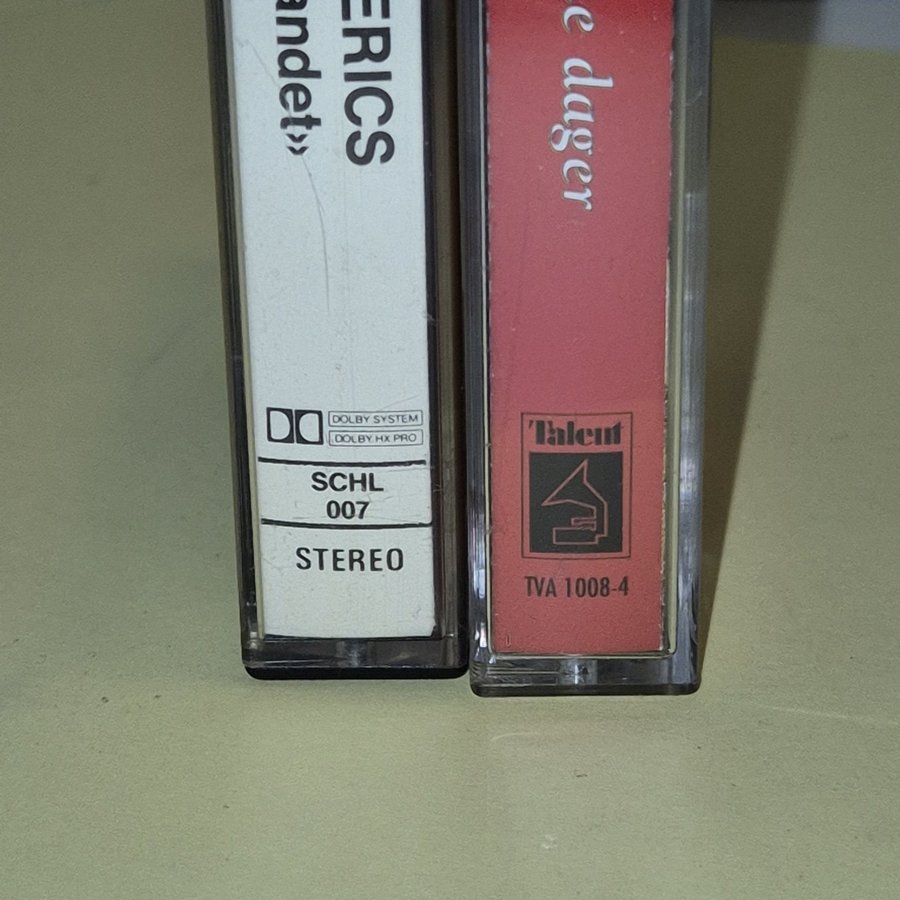 ERICS
andet»
DOLBY SYSTEM
DOLBY HX PRO
SCHL
007
STEREO
e dager
Talent
TVA 1008-4